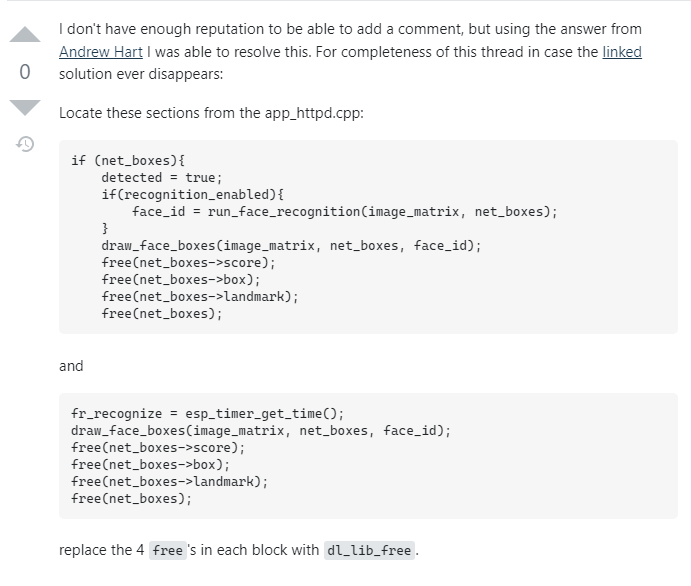 I don't have enough reputation to be able to add a comment, but using the answer from
Andrew Hart I was able to resolve this. For completeness of this thread in case the linked
0
solution ever disappears:
Locate these sections from the app_httpd.cpp:
if (net_boxes){
    detected = true;
    if(recognition_enabled){
        face_id = run_face_recognition(image_matrix, net_boxes);
    }
    draw_face_boxes(image_matrix, net_boxes, face_id);
    free(net_boxes->score);
    free(net_boxes->box);
    free(net_boxes->landmark);
    free(net_boxes);
and
fr_recognize = esp_timer_get_time();
draw_face_boxes(image_matrix, net_boxes, face_id);
free(net_boxes->score);
free(net_boxes->box);
free(net_boxes->landmark);
free(net_boxes);
replace the 4 free 's in each block with dl_lib_free .